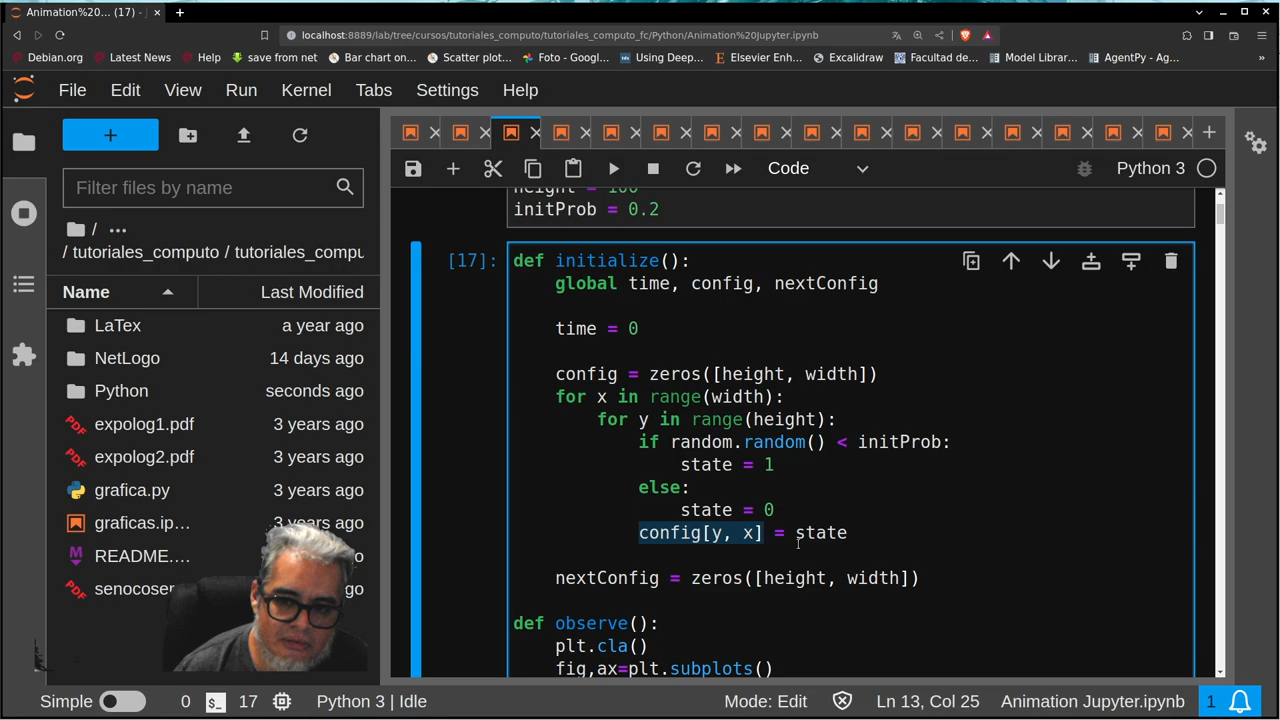 Animation%20... (17) - J
localhost:8889/lab/tree/cursos/tutoriales_computo/tutoriales_computo_fc/Python/Animation%20Jupyter.ipynb
Debian.org Latest News Help save from net Bar chart on... Scatter plot... Foto - Googl... Using Deep... Elsevier Enh... Excalidraw Facultad de... Model Librar... AgentPy - Ag... »
File Edit View Run Kernel Tabs Settings Help
Code Python 3
Filter files by name
/ ···
/ tutoriales_computo / tutoriales_compu
Name Last Modified
LaTex a year ago
NetLogo 14 days ago
Python seconds ago
expolog1.pdf 3 years ago
expolog2.pdf 3 years ago
grafica.py 3 years ago
graficas.ip... 3 years ago
README....
senocoser ago
height = 100
initProb = 0.2
[17]: def initialize():
global time, config, nextConfig
time = 0
config = zeros([height, width])
for x in range(width):
for y in range(height):
if random.random() < initProb:
state = 1
else:
state = 0
config[y, x] = state
nextConfig = zeros([height, width])
def observe():
plt.cla()
fig,ax=plt.subplots()
Simple 0 $_ 17 Python 3 | Idle Mode: Edit Ln 13, Col 25 Animation Jupyter.ipynb 1